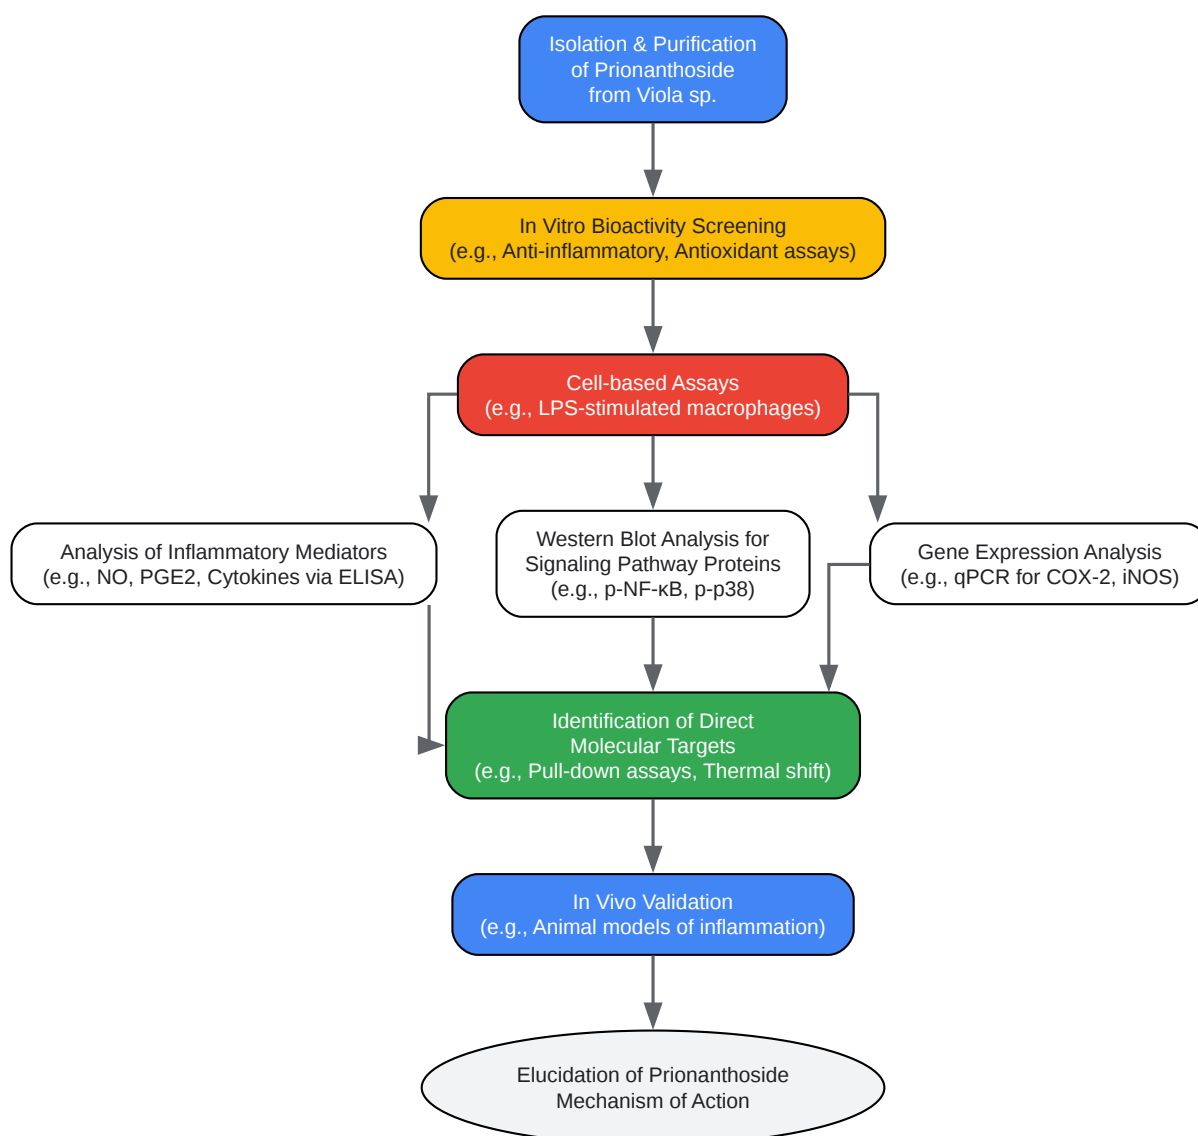 Isolation & Purification
of Prionanthoside
from Viola sp.
In Vitro Bioactivity Screening
(e.g., Anti-inflammatory, Antioxidant assays)
Cell-based Assays
(e.g., LPS-stimulated macrophages)
Analysis of Inflammatory Mediators
(e.g., NO, PGE2, Cytokines via ELISA)
Western Blot Analysis for
Signaling Pathway Proteins
(e.g., p-NF-κB, p-p38)
Gene Expression Analysis
(e.g., qPCR for COX-2, iNOS)
Identification of Direct
Molecular Targets
(e.g., Pull-down assays, Thermal shift)
In Vivo Validation
(e.g., Animal models of inflammation)
Elucidation of Prionanthoside
Mechanism of Action